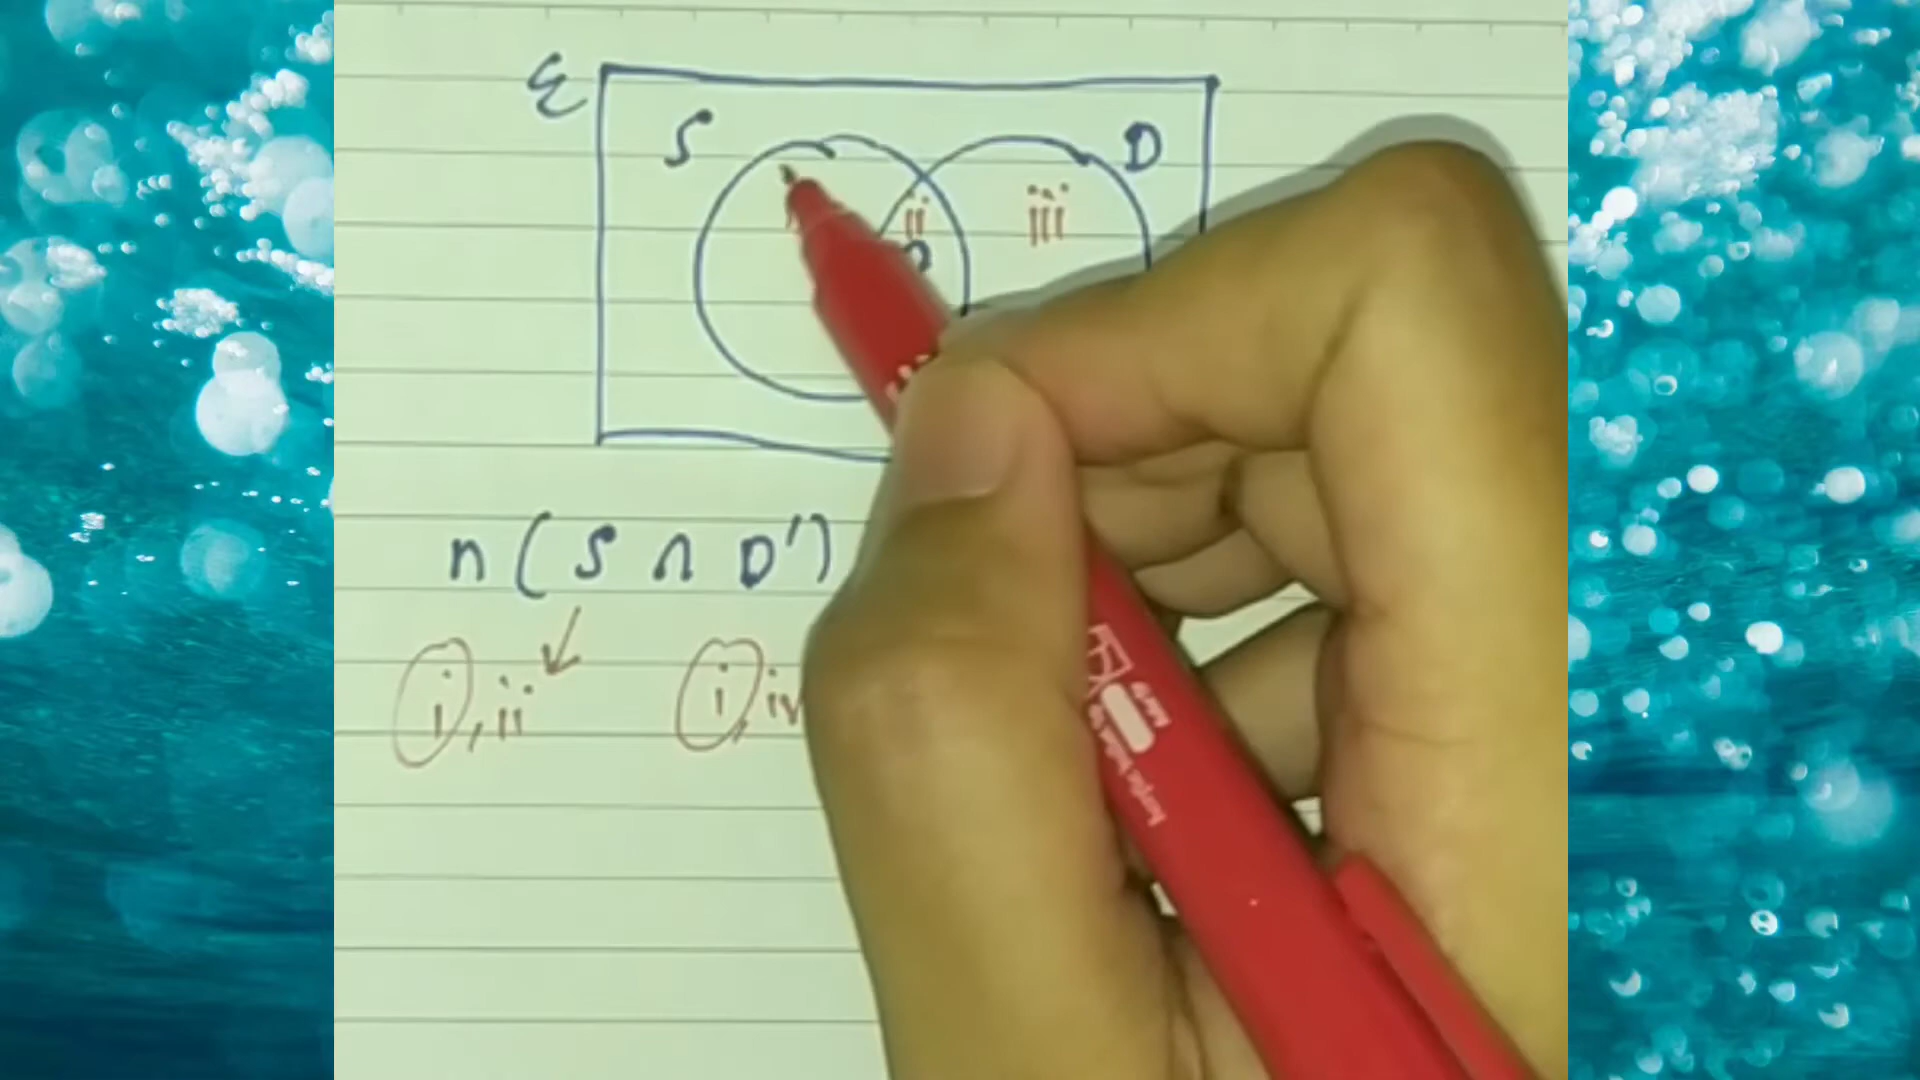 ℰ
S D
ii iii
n ( S ∩ D')
i, ii i, iv